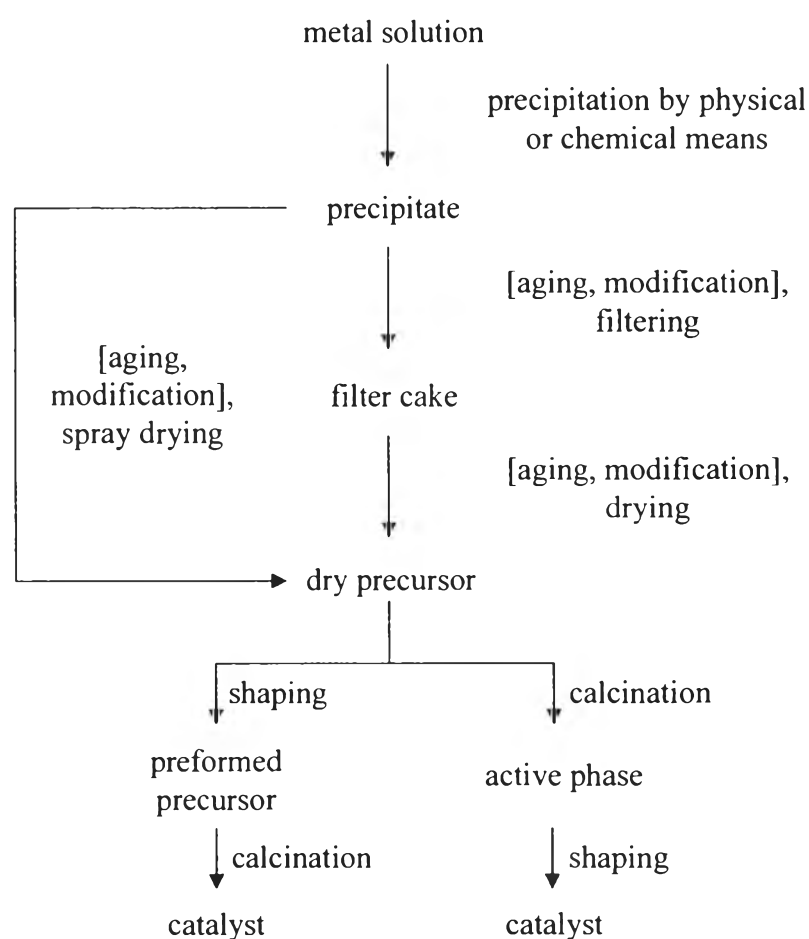 metal solution
precipitation by physical
or chemical means
precipitate
[aging, modification],
filtering
[aging,
modification],
spray drying
filter cake
[aging, modification],
drying
dry precursor
shaping
calcination
preformed
precursor
active phase
calcination
shaping
catalyst
catalyst